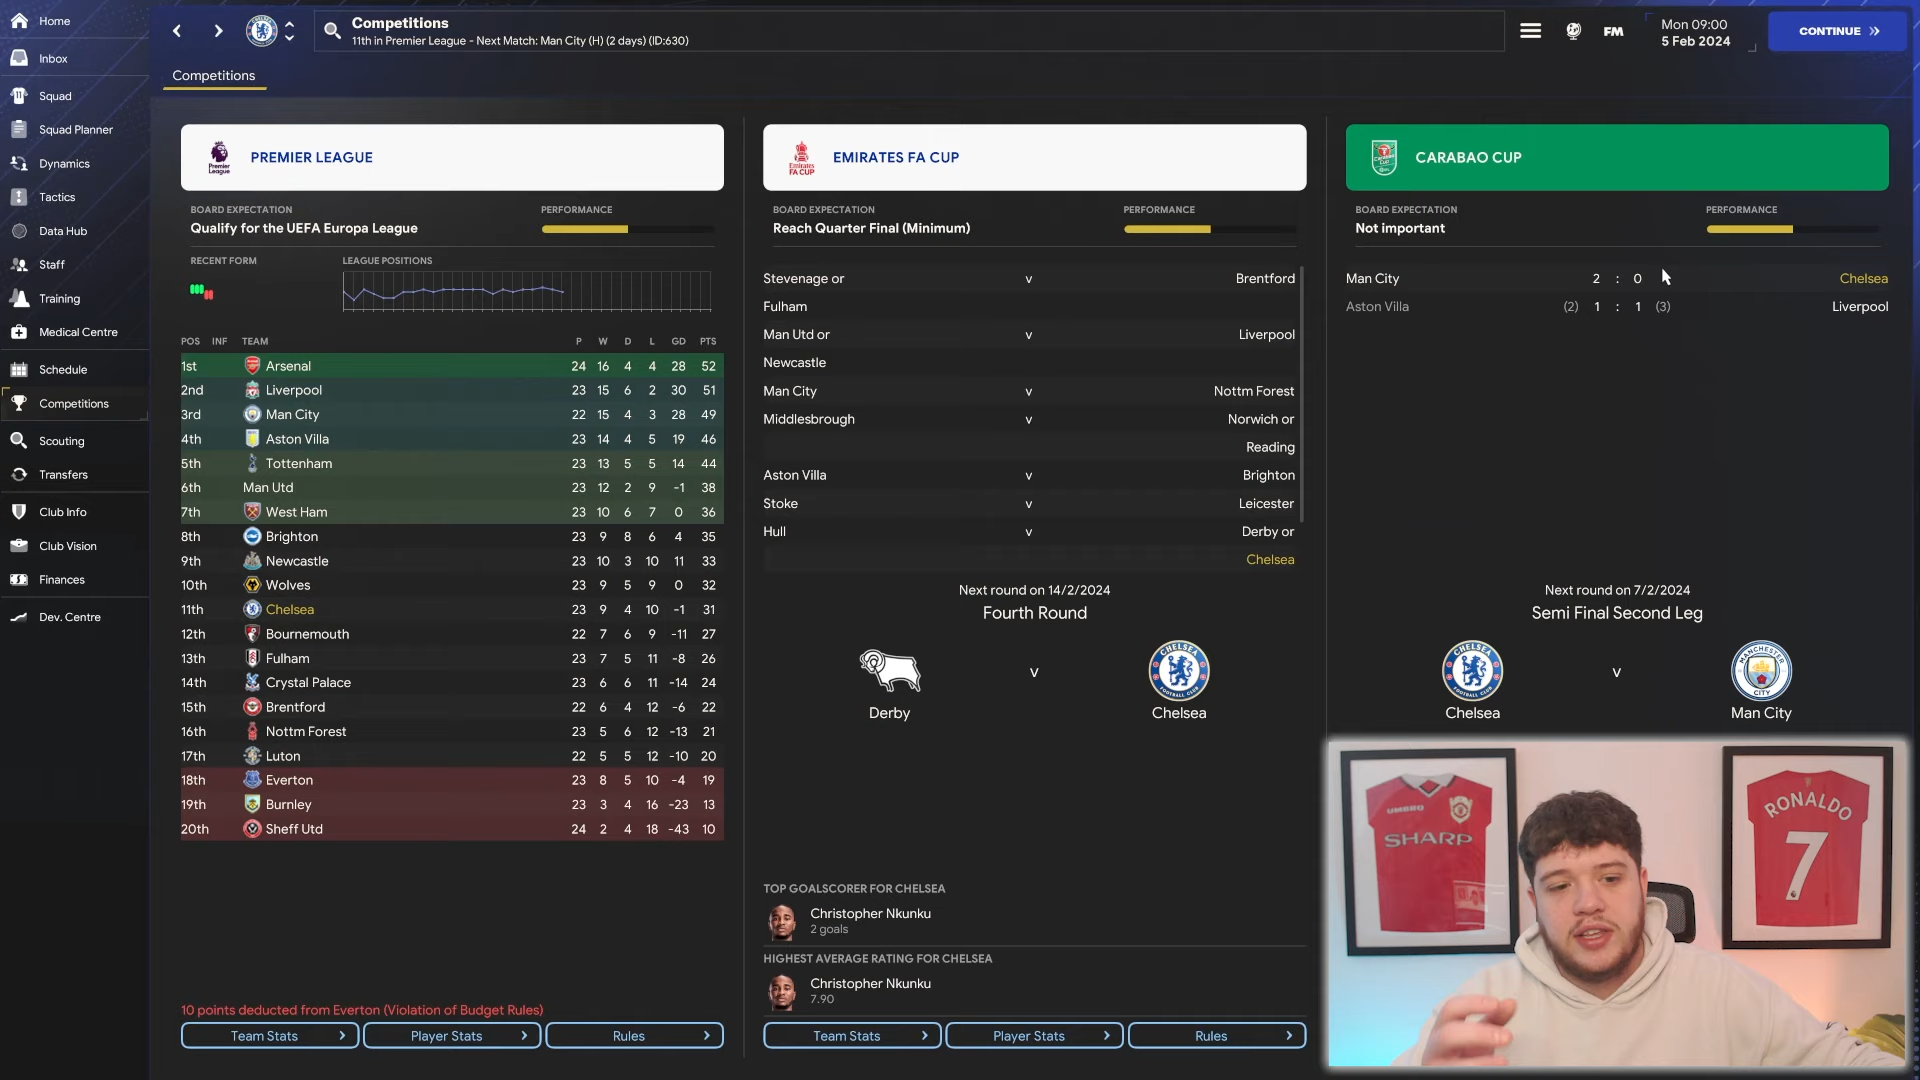 Home
Inbox
Squad
Squad Planner
Dynamics
Tactics
Data Hub
Staff
Training
Medical Centre
Schedule
Competitions
Scouting
Transfers
Club Info
Club Vision
Finances
Dev. Centre
Competitions
11th in Premier League - Next Match: Man City (H) (2 days) (ID:630)
FM
Mon 09:00
5 Feb 2024
CONTINUE
Competitions
Premier League
PREMIER LEAGUE
BOARD EXPECTATION PERFORMANCE
Qualify for the UEFA Europa League
RECENT FORM LEAGUE POSITIONS
POS INF TEAM P W D L GD PTS
1st Arsenal 24 16 4 4 28 52
2nd Liverpool 23 15 6 2 30 51
3rd Man City 22 15 4 3 28 49
4th Aston Villa 23 14 4 5 19 46
5th Tottenham 23 13 5 5 14 44
6th Man Utd 23 12 2 9 -1 38
7th West Ham 23 10 6 7 0 36
8th Brighton 23 9 8 6 4 35
9th Newcastle 23 10 3 10 11 33
10th Wolves 23 9 5 9 0 32
11th Chelsea 23 9 4 10 -1 31
12th Bournemouth 22 7 6 9 -11 27
13th Fulham 23 7 5 11 -8 26
14th Crystal Palace 23 6 6 11 -14 24
15th Brentford 22 6 4 12 -6 22
16th Nottm Forest 23 5 6 12 -13 21
17th Luton 22 5 5 12 -10 20
18th Everton 23 8 5 10 -4 19
19th Burnley 23 3 4 16 -23 13
20th Sheff Utd 24 2 4 18 -43 10
10 points deducted from Everton (Violation of Budget Rules)
Team Stats
Player Stats
Rules
Emirates
FA CUP
EMIRATES FA CUP
BOARD EXPECTATION PERFORMANCE
Reach Quarter Final (Minimum)
Stevenage or v Brentford
Fulham
Man Utd or v Liverpool
Newcastle
Man City v Nottm Forest
Middlesbrough v Norwich or
Reading
Aston Villa v Brighton
Stoke v Leicester
Hull v Derby or
Chelsea
Next round on 14/2/2024
Fourth Round
v
Derby Chelsea
TOP GOALSCORER FOR CHELSEA
Christopher Nkunku
2 goals
HIGHEST AVERAGE RATING FOR CHELSEA
Christopher Nkunku
7.90
Team Stats
Player Stats
Rules
CARABAO CUP
BOARD EXPECTATION PERFORMANCE
Not important
Man City 2 : 0 Chelsea
Aston Villa (2) 1 : 1 (3) Liverpool
Next round on 7/2/2024
Semi Final Second Leg
v
Chelsea Man City
UMBRO
SHARP
RONALDO
7